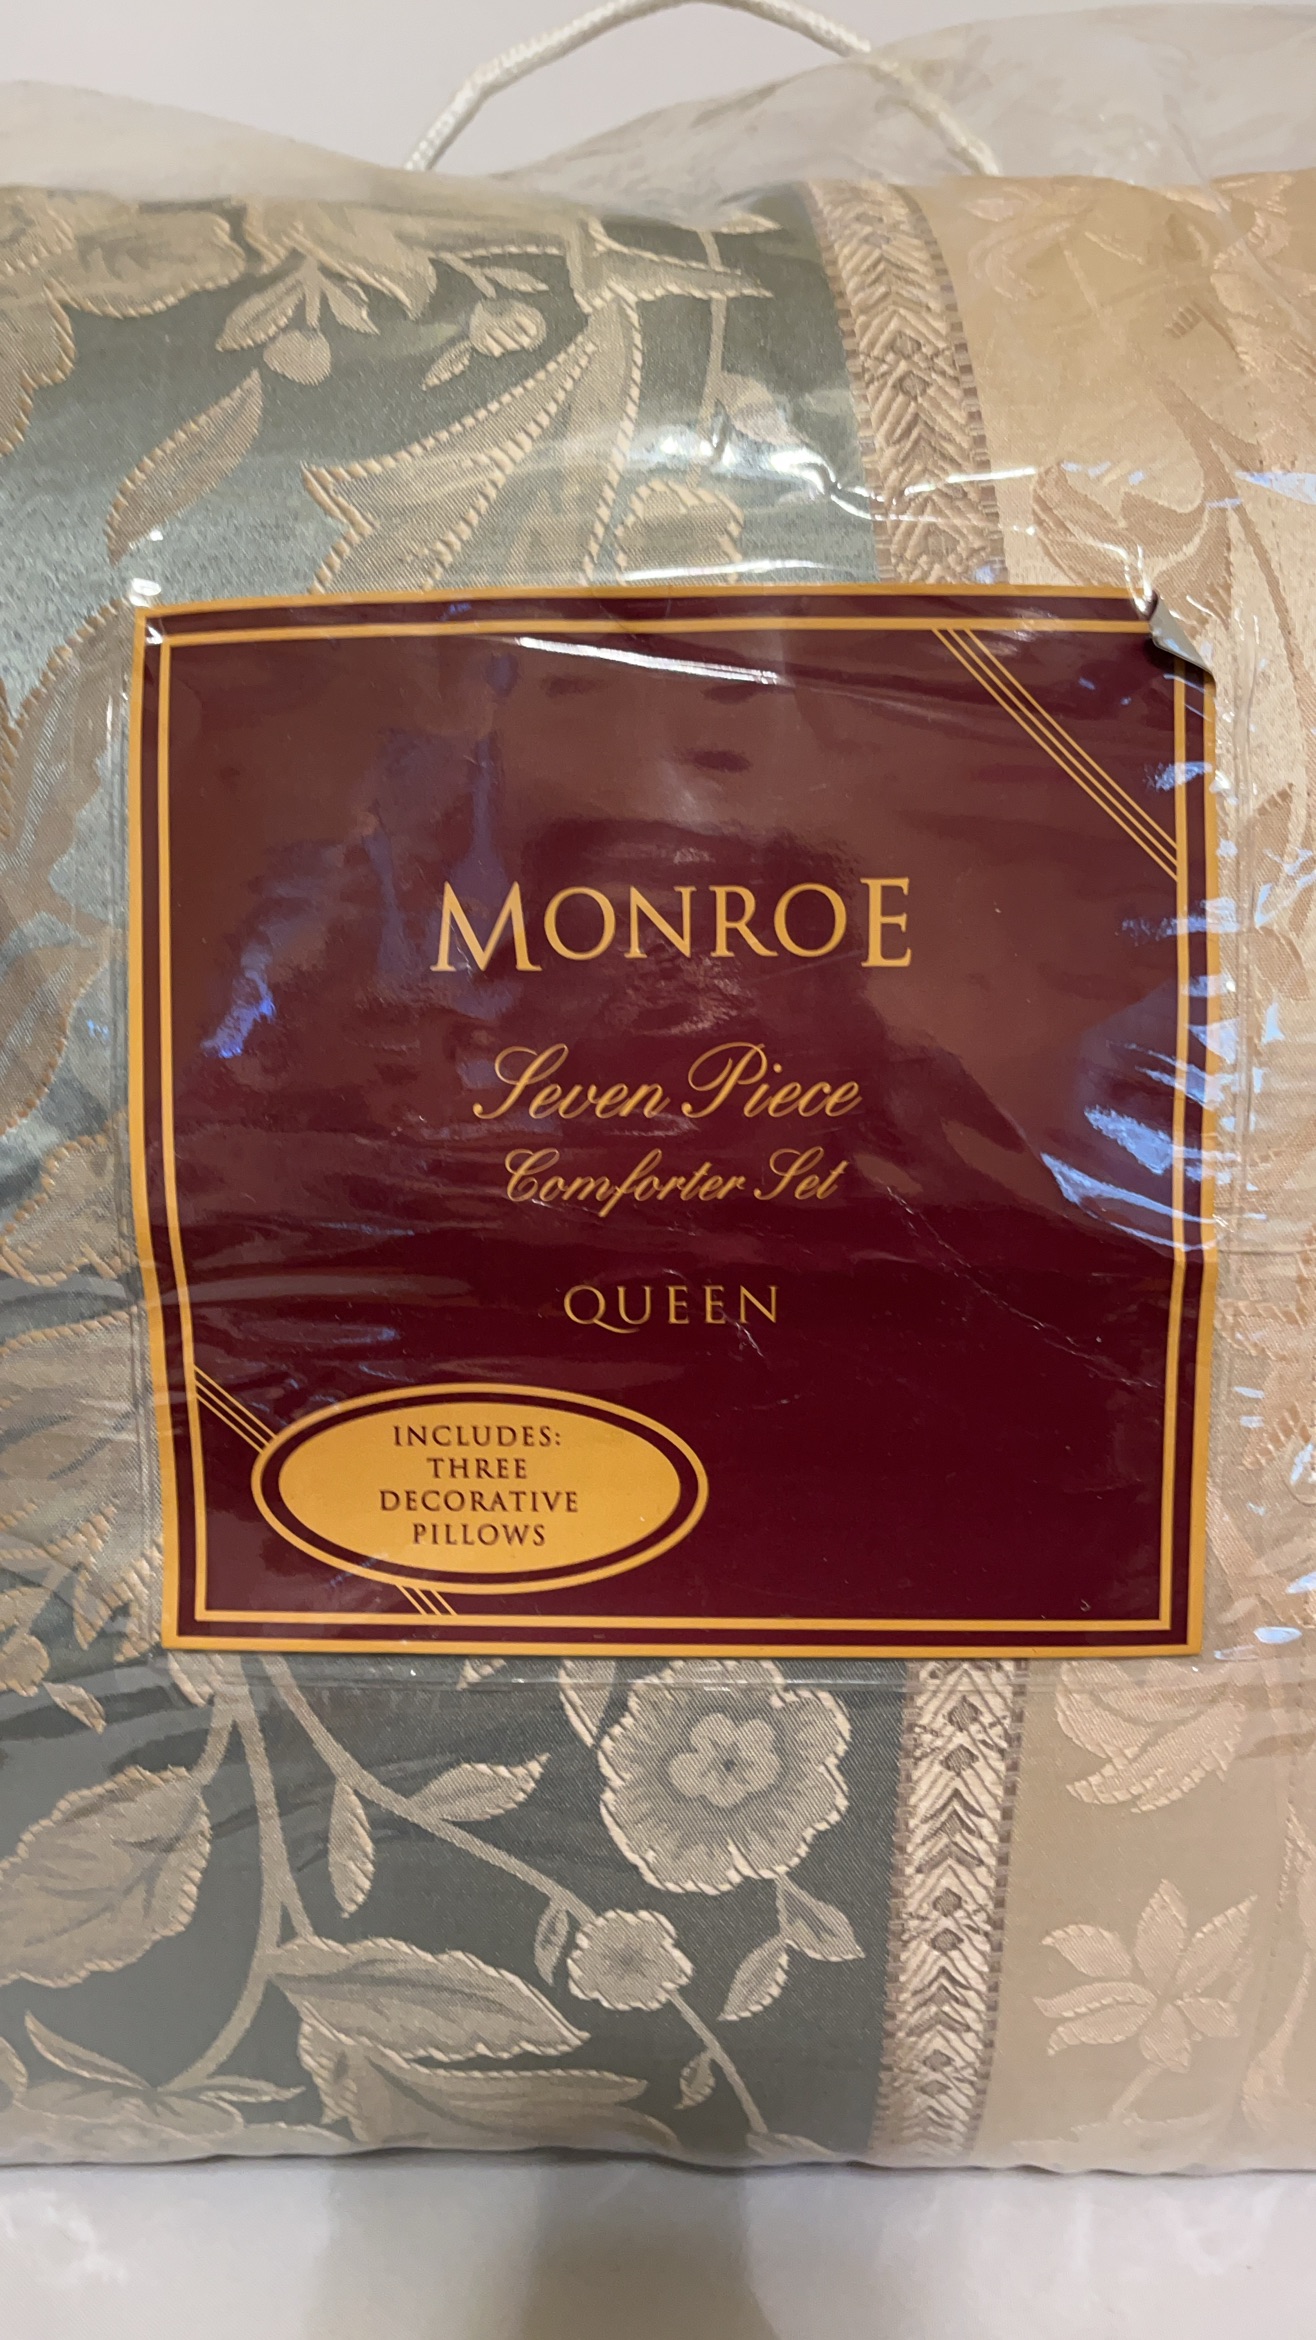 MONROE
Seven Piece
Comforter Set
QUEEN
INCLUDES:
THREE
DECORATIVE
PILLOWS